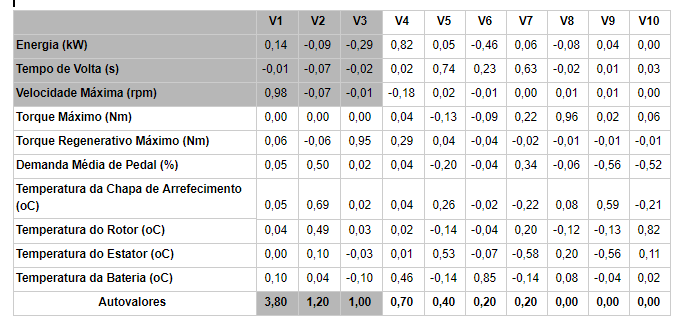 V1 V2 V3 V4 V5 V6 V7 V8 V9 V10
Energia (kW) 0,14 -0,09 -0,29 0,82 0,05 -0,46 0,06 -0,08 0,04 0,00
Tempo de Volta (s) -0,01 -0,07 -0,02 0,02 0,74 0,23 0,63 -0,02 0,01 0,03
Velocidade Máxima (rpm) 0,98 -0,07 -0,01 -0,18 0,02 -0,01 0,00 0,01 0,01 0,00
Torque Máximo (Nm) 0,00 0,00 0,00 0,04 -0,13 -0,09 0,22 0,96 0,02 0,06
Torque Regenerativo Máximo (Nm) 0,06 -0,06 0,95 0,29 0,04 -0,04 -0,02 -0,01 -0,01 -0,01
Demanda Média de Pedal (%) 0,05 0,50 0,02 0,04 -0,20 -0,04 0,34 -0,06 -0,56 -0,52
Temperatura da Chapa de Arrefecimento
(oC) 0,05 0,69 0,02 0,04 0,26 -0,02 -0,22 0,08 0,59 -0,21
Temperatura do Rotor (oC) 0,04 0,49 0,03 0,02 -0,14 -0,04 0,20 -0,12 -0,13 0,82
Temperatura do Estator (oC) 0,00 0,10 -0,03 0,01 0,53 -0,07 -0,58 0,20 -0,56 0,11
Temperatura da Bateria (oC) 0,10 0,04 -0,10 0,46 -0,14 0,85 -0,14 0,08 -0,04 0,02
Autovalores 3,80 1,20 1,00 0,70 0,40 0,20 0,20 0,00 0,00 0,00